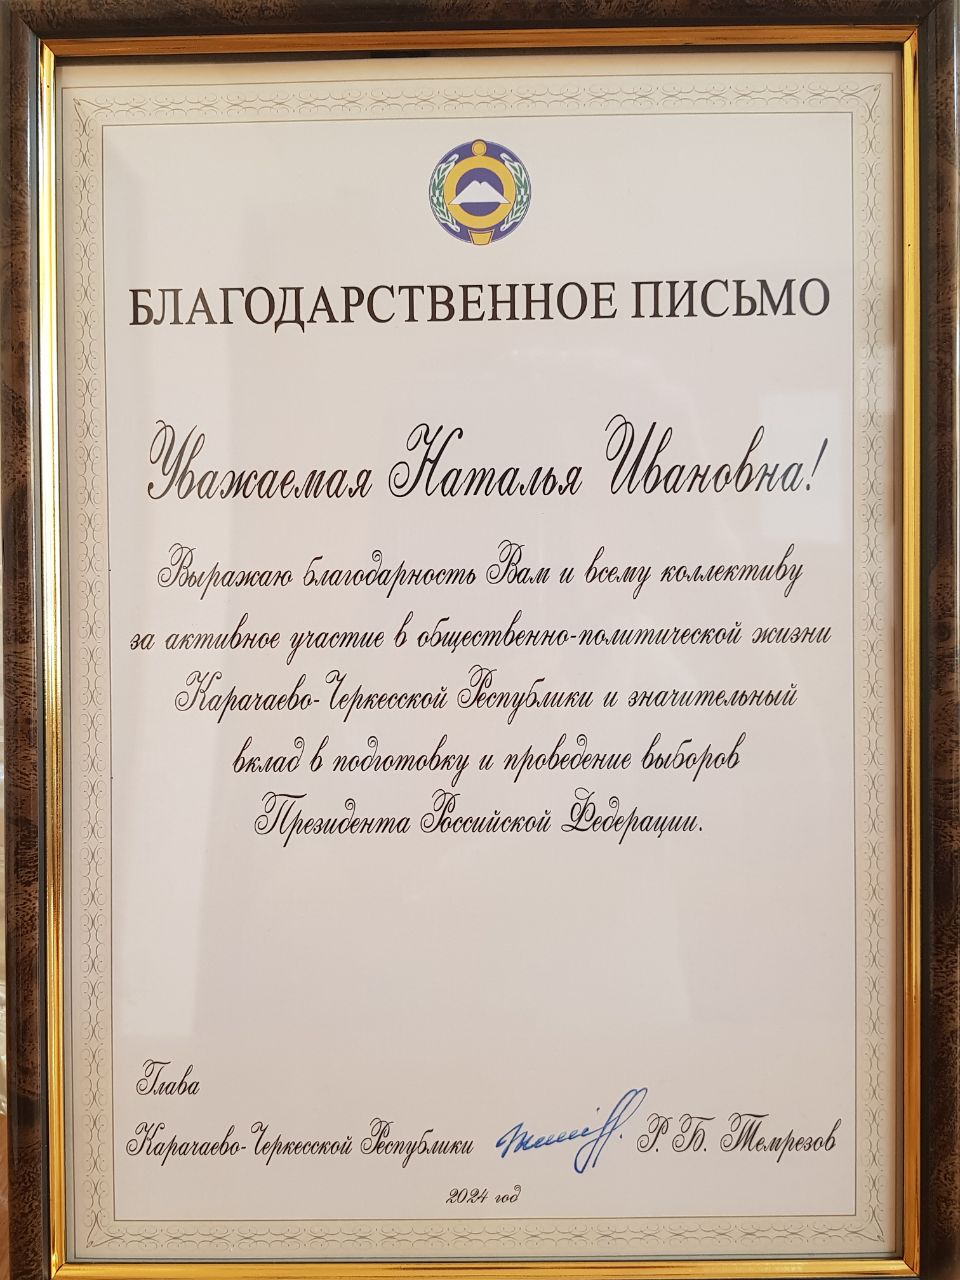 БЛАГОДАРСТВЕННОЕ ПИСЬМО
Уважаемая Наталья Ивановна!
Выражаю благодарность Вам и всему коллективу
за активное участие в общественно-политической жизни
Карачаево-Черкесской Республики и значительный
вклад в подготовку и проведение выборов
Президента Российской Федерации.
Глава
Карачаево-Черкесской Республики Р. Б. Темрезов
2024 год